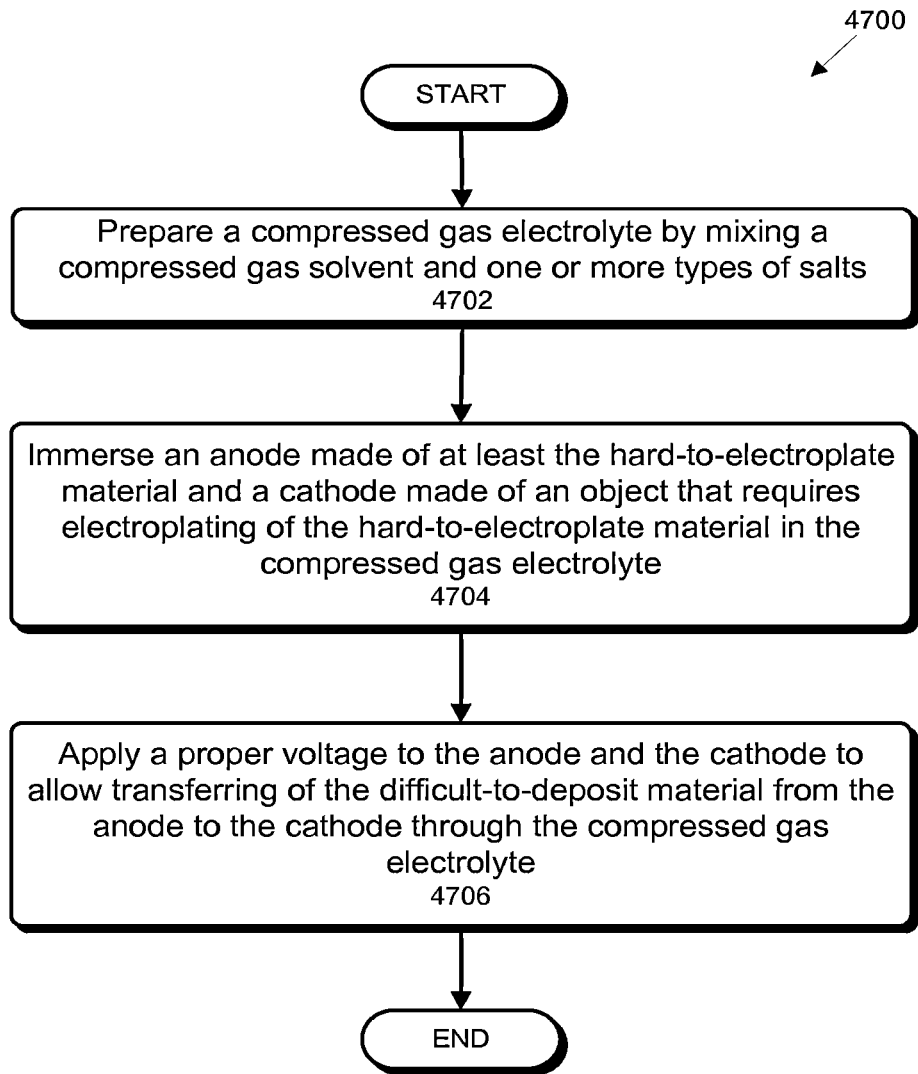 4700
START
Prepare a compressed gas electrolyte by mixing a
compressed gas solvent and one or more types of salts
4702
Immerse an anode made of at least the hard-to-electroplate
material and a cathode made of an object that requires
electroplating of the hard-to-electroplate material in the
compressed gas electrolyte
4704
Apply a proper voltage to the anode and the cathode to
allow transferring of the difficult-to-deposit material from the
anode to the cathode through the compressed gas
electrolyte
4706
END